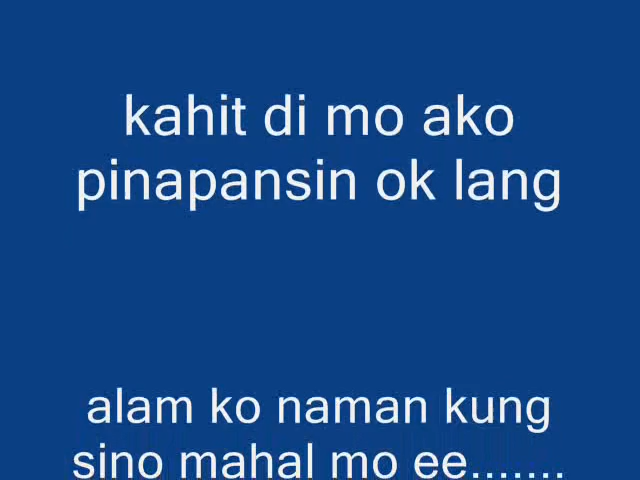 kahit di mo ako
pinapansin ok lang
alam ko naman kung
sino mahal mo ee.......